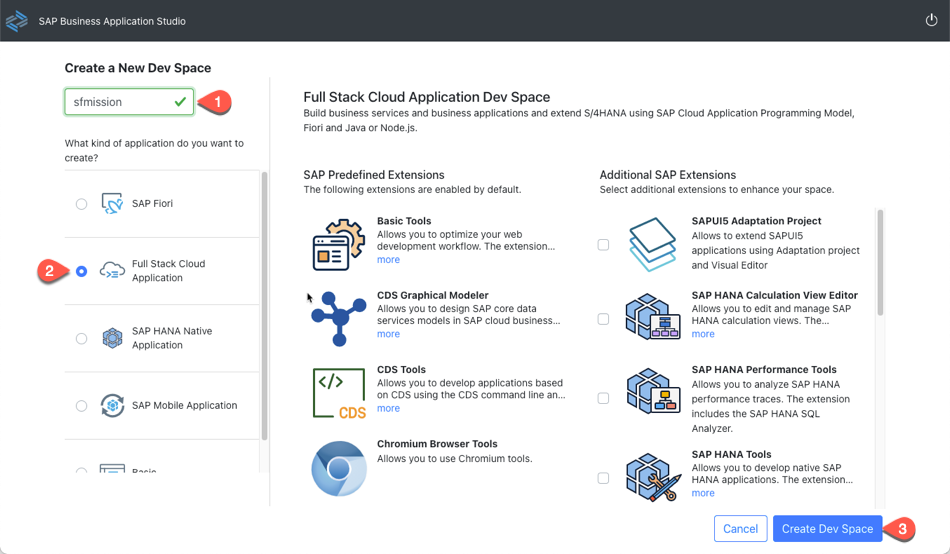 SAP Business Application Studio
Create a New Dev Space
sfmission
1
What kind of application do you want to
create?
SAP Fiori
2
Full Stack Cloud
Application
SAP HANA Native
Application
SAP Mobile Application
Basic
Full Stack Cloud Application Dev Space
Build business services and business applications and extend S/4HANA using SAP Cloud Application Programming Model,
Fiori and Java or Node.js.
SAP Predefined Extensions
The following extensions are enabled by default.
Basic Tools
Allows you to optimize your web
development workflow. The extension...
more
CDS Graphical Modeler
Allows you to design SAP core data
services models in SAP cloud business...
more
</>
CDS
CDS Tools
Allows you to develop applications based
on CDS using the CDS command line an...
more
Chromium Browser Tools
Allows you to use Chromium tools.
Additional SAP Extensions
Select additional extensions to enhance your space.
SAPUI5 Adaptation Project
Allows to extend SAPUI5
applications using Adaptation project
and Visual Editor
SAP HANA Calculation View Editor
Allows you to edit and manage SAP
HANA calculation views. The...
more
SAP HANA Performance Tools
Allows you to analyze SAP HANA
performance traces. The extension
includes the SAP HANA SQL
Analyzer.
SAP HANA Tools
Allows you to develop native SAP
HANA applications. The extension...
more
Cancel
Create Dev Space
3